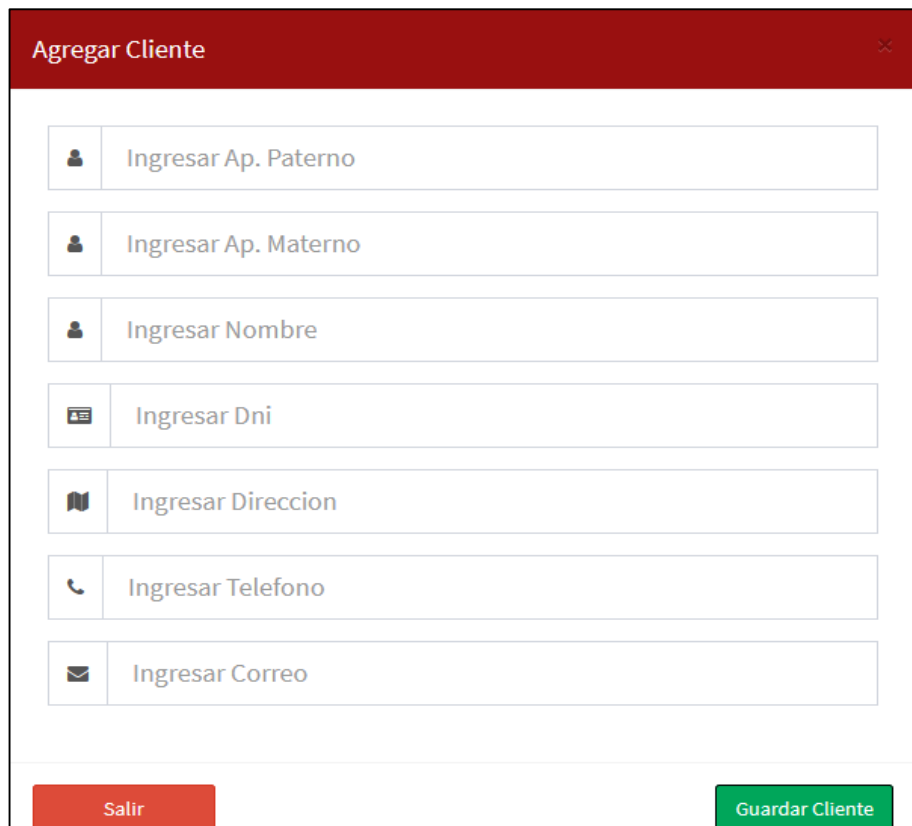 Agregar Cliente
Ingresar Ap. Paterno
Ingresar Ap. Materno
Ingresar Nombre
Ingresar Dni
Ingresar Direccion
Ingresar Telefono
Ingresar Correo
Salir
Guardar Cliente